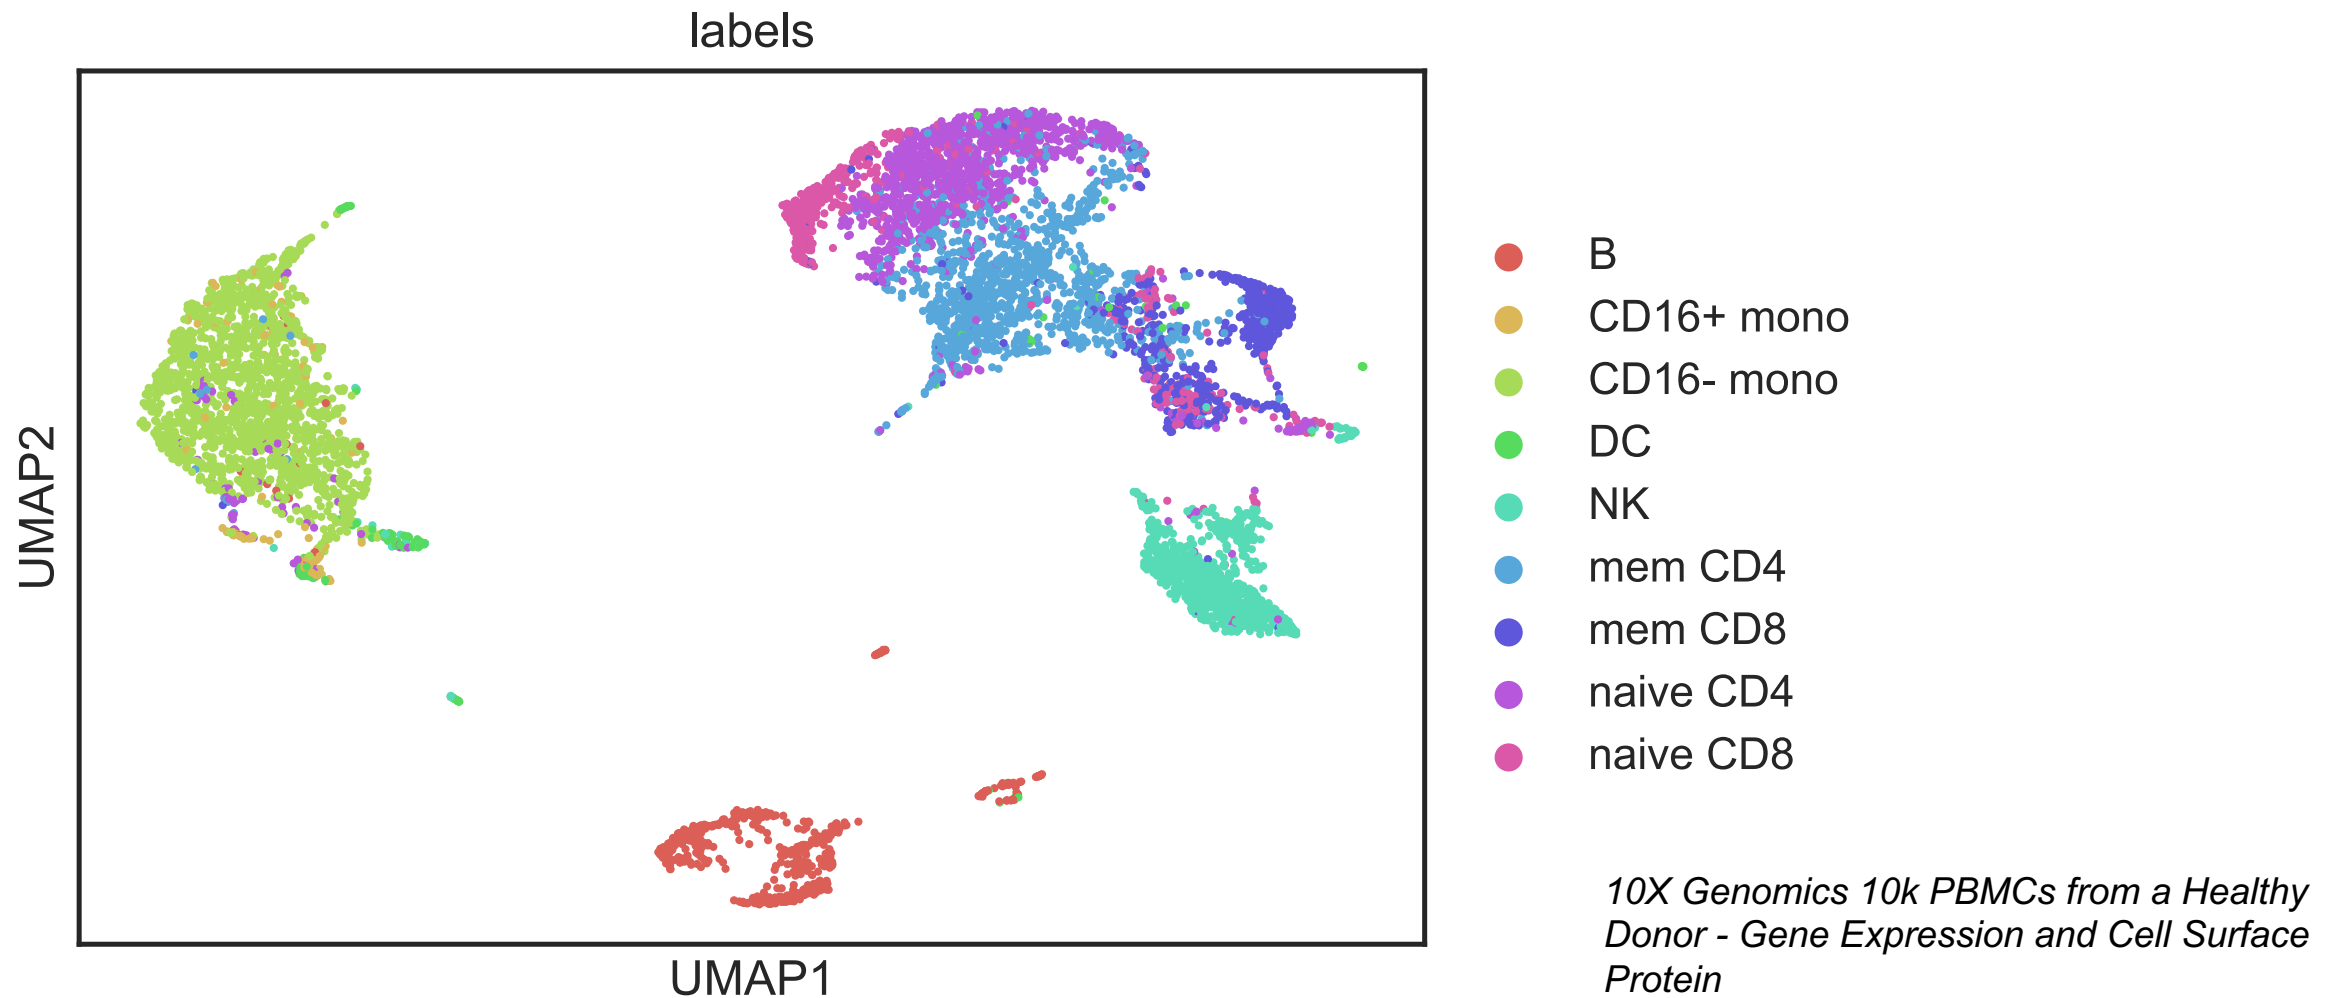 labels
UMAP2
UMAP1
B
CD16+ mono
CD16- mono
DC
NK
mem CD4
mem CD8
naive CD4
naive CD8
10X Genomics 10k PBMCs from a Healthy
Donor - Gene Expression and Cell Surface
Protein